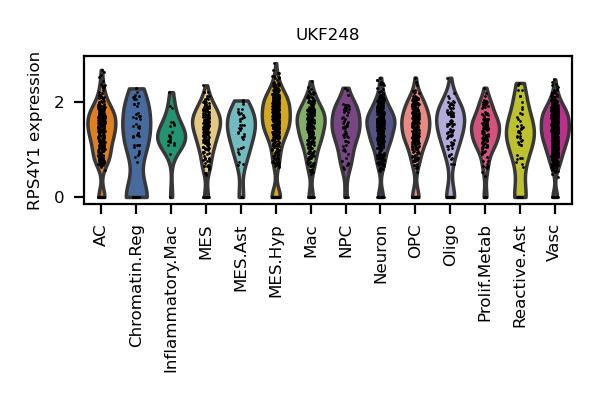 UKF248
RPS4Y1 expression
2
0
AC
Chromatin.Reg
Inflammatory.Mac
MES
MES.Ast
MES.Hyp
Mac
NPC
Neuron
OPC
Oligo
Prolif.Metab
Reactive.Ast
Vasc